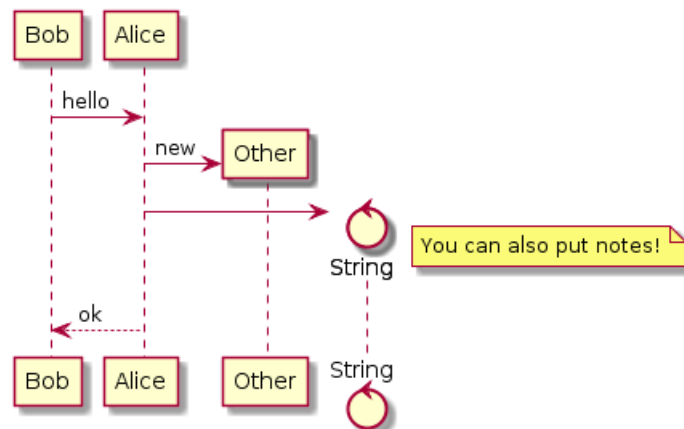 Bob Alice
hello
new
Other
You can also put notes!
String
ok
Bob Alice Other String